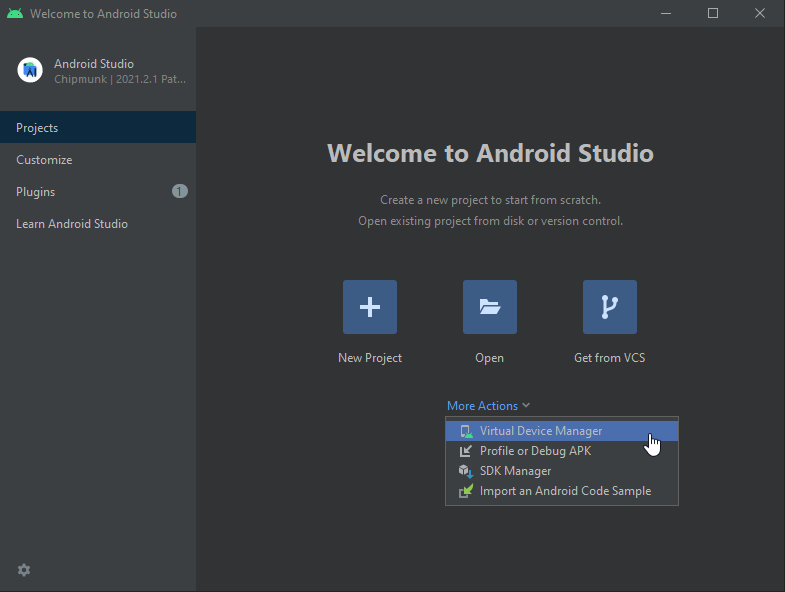 Welcome to Android Studio
Android Studio
Chipmunk | 2021.2.1 Pat...
Projects
Customize
Plugins
1
Learn Android Studio
Welcome to Android Studio
Create a new project to start from scratch.
Open existing project from disk or version control.
New Project
Open
Get from VCS
More Actions
Virtual Device Manager
Profile or Debug APK
SDK Manager
Import an Android Code Sample